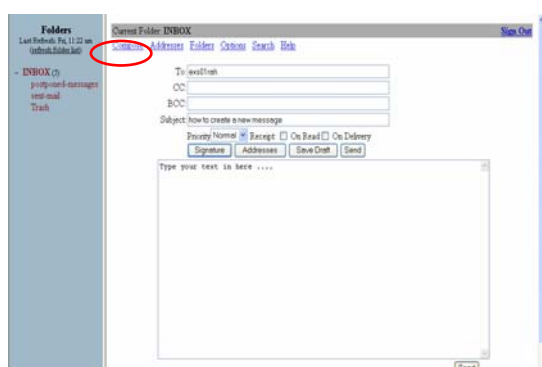 Folders
Last Refresh: Fri, 11:22 am
(refresh folder list)
- INBOX (5)
postponed-messages
sent-mail
Trash
Current Folder: INBOX
Sign Out
Compose Addresses Folders Options Search Help
To:
CC:
BCC:
Subject: how to create a new message
Priority Normal Receipt: On Read On Delivery
Signature Addresses Save Draft Send
Type your text in here ....
Send